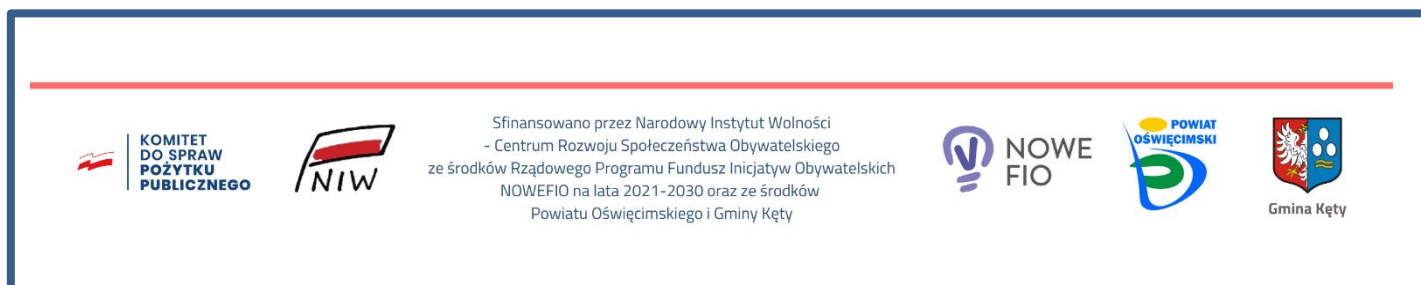 KOMITET
DO SPRAW
POŻYTKU
PUBLICZNEGO
NIW
Sfinansowano przez Narodowy Instytut Wolności
- Centrum Rozwoju Społeczeństwa Obywatelskiego
ze środków Rządowego Programu Fundusz Inicjatyw Obywatelskich
NOWEFIO na lata 2021-2030 oraz ze środków
Powiatu Oświęcimskiego i Gminy Kęty
NOWE
FIO
POWIAT
OŚWIĘCIMSKI
Gmina Kęty